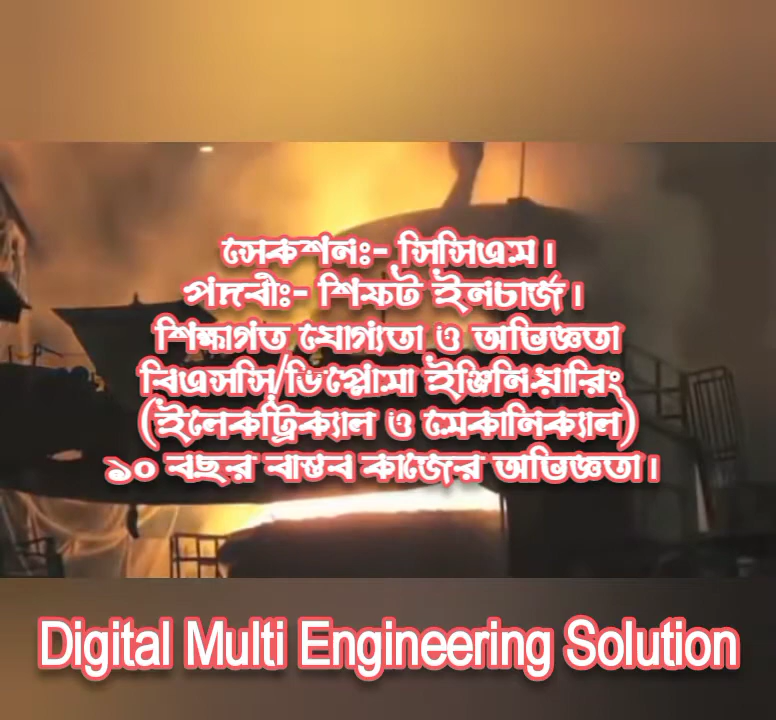 সেকশনঃ- সিসিএম।
পদবীঃ- শিফট ইনচার্জ।
শিক্ষাগত যোগ্যতা ও অভিজ্ঞতা
বিএসসি/ডিপ্লোমা ইঞ্জিনিয়ারিং
(ইলেকট্রিক্যাল ও মেকানিক্যাল)
১০ বছর বাস্তব কাজের অভিজ্ঞতা।
Digital Multi Engineering Solution